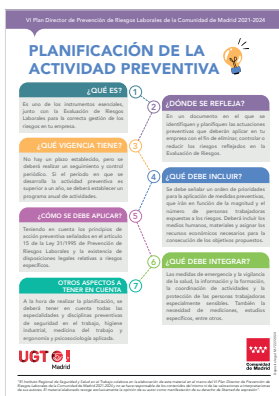 VI Plan Director de Prevención de Riesgos Laborales de la Comunidad de Madrid 2021-2024
PLANIFICACIÓN DE LA
ACTIVIDAD PREVENTIVA
¿QUÉ ES?
1
Es uno de los instrumentos esenciales,
junto con la Evaluación de Riesgos
Laborales para la correcta gestión de los
riesgos en tu empresa.
2
¿DÓNDE SE REFLEJA?
En un documento en el que se
identifiquen y planifiquen las actuaciones
preventivas que deberán aplicar en tu
empresa con el fin de eliminar, controlar o
reducir los riesgos reflejados en la
Evaluación de Riesgos.
¿QUÉ VIGENCIA TIENE?
3
No hay un plazo establecido, pero se
deberá realizar un seguimiento y control
periódico. Si el período en que se
desarrolla la actividad preventiva es
superior a un año, se deberá establecer un
programa anual de actividades.
4
¿QUÉ DEBE INCLUIR?
Se debe señalar un orden de prioridades
para la aplicación de medidas preventivas,
que irán en función de la magnitud y el
número de personas trabajadoras
expuestas a los riesgos. Deberá incluir los
medios humanos, materiales y asignar los
recursos económicos necesarios para la
consecución de los objetivos propuestos.
¿CÓMO SE DEBE APLICAR?
5
Teniendo en cuenta los principios de
acción preventiva señalados en el artículo
15 de la Ley 31/1995 de Prevención de
Riesgos Laborales y la existencia de
disposiciones legales relativas a riesgos
específicos.
6
¿QUÉ DEBE INTEGRAR?
Las medidas de emergencia y la vigilancia
de la salud, la información y la formación,
la coordinación de actividades y la
protección de las personas trabajadoras
especialmente sensibles. También la
necesidad de mediciones, estudios
específicos, entre otros.
OTROS ASPECTOS A
TENER EN CUENTA
7
A la hora de realizar la planificación, se
deberá tener en cuenta todas las
especialidades y disciplinas preventivas
de seguridad en el trabajo, higiene
industrial, medicina del trabajo y
ergonomía y psicosociología aplicada.
UGT
Madrid
Comunidad
de Madrid